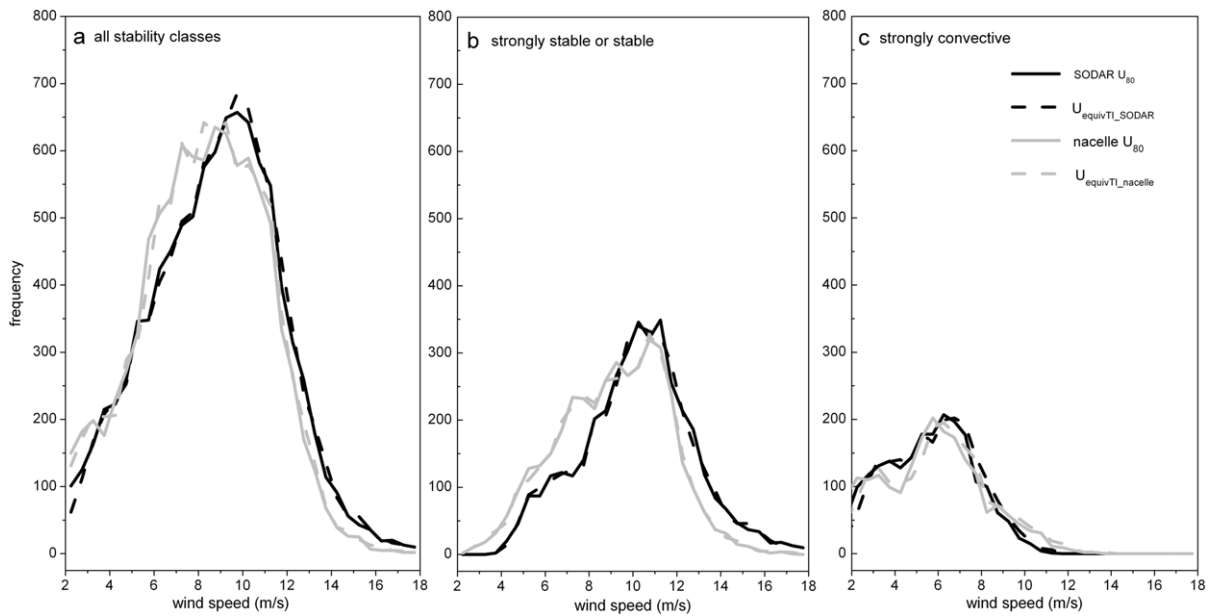 a all stability classes
b strongly stable or stable
c strongly convective
SODAR U80
UequivTI_SODAR
nacelle U80
UequivTI_nacelle
frequency
800
700
600
500
400
300
200
100
0
2 4 6 8 10 12 14 16 18
wind speed (m/s)
800
700
600
500
400
300
200
100
0
2 4 6 8 10 12 14 16 18
wind speed (m/s)
800
700
600
500
400
300
200
100
0
2 4 6 8 10 12 14 16 18
wind speed (m/s)